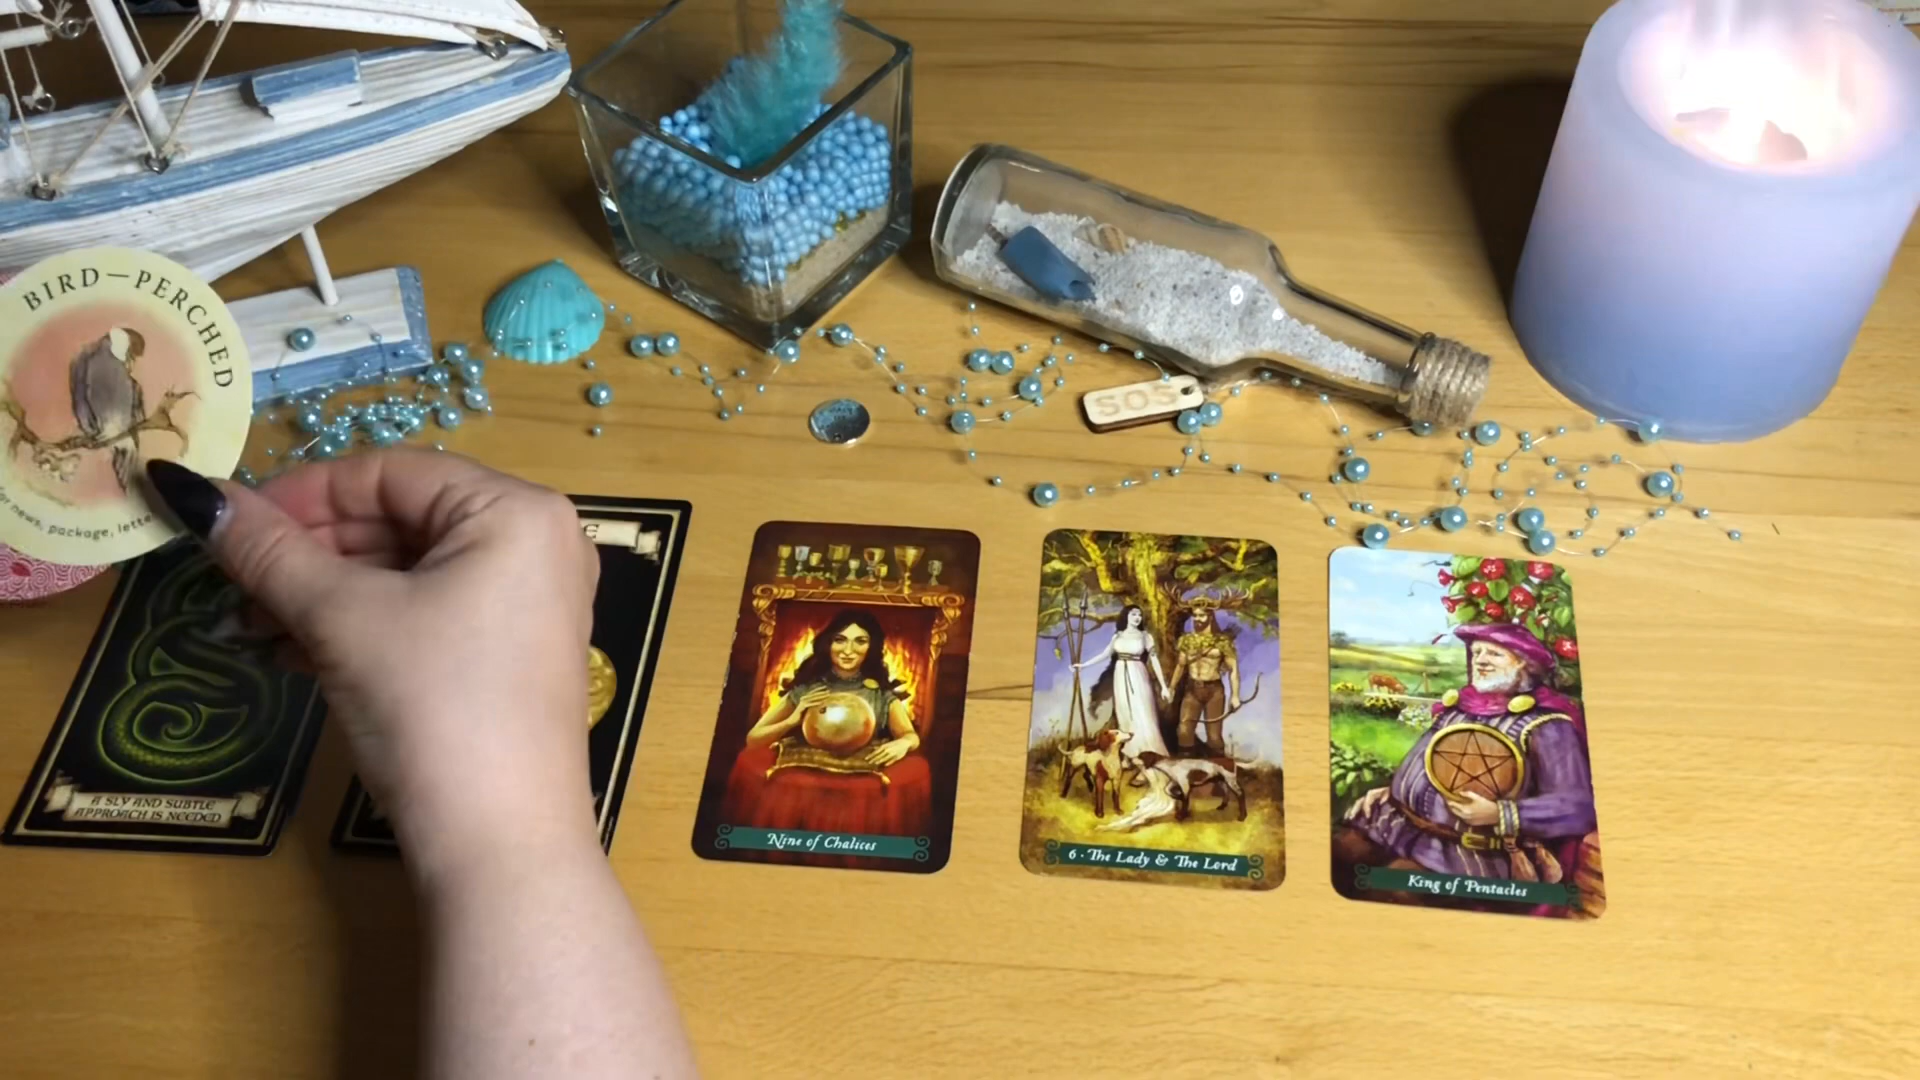 BIRD—PERCHED
news, package, lette
SOS
A SLY AND SUBTLE
APPROACH IS NEEDED
Nine of Chalices
6 · The Lady & The Lord
King of Pentacles